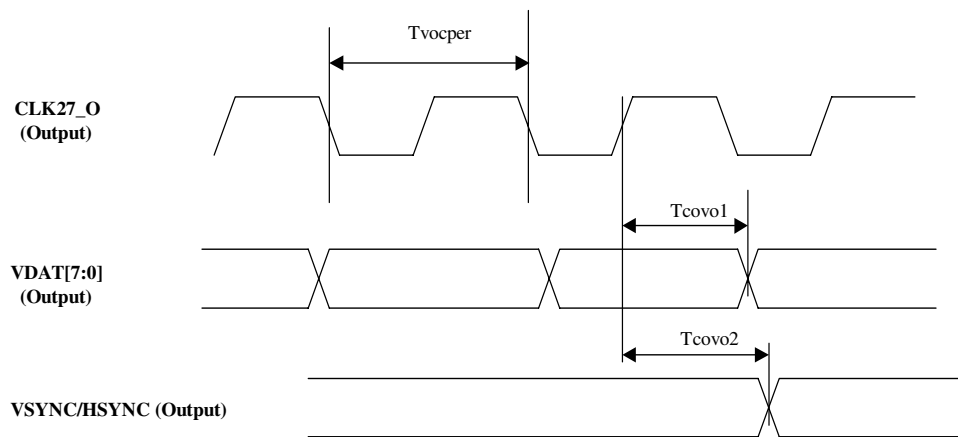 Tvocper
CLK27_O
(Output)
Tcovo1
VDAT[7:0]
(Output)
Tcovo2
VSYNC/HSYNC (Output)